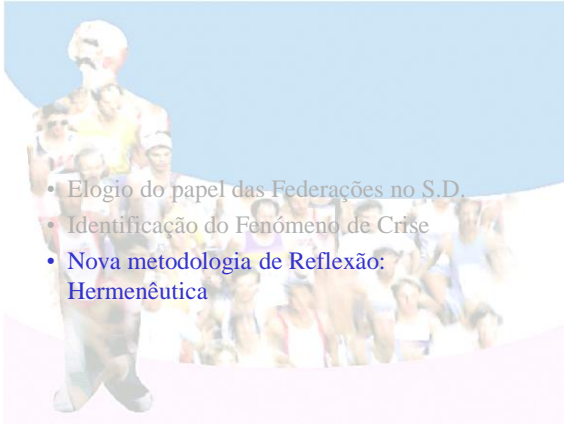 • Elogio do papel das Federações no S.D.
• Identificação do Fenómeno de Crise
• Nova metodologia de Reflexão:
Hermenêutica